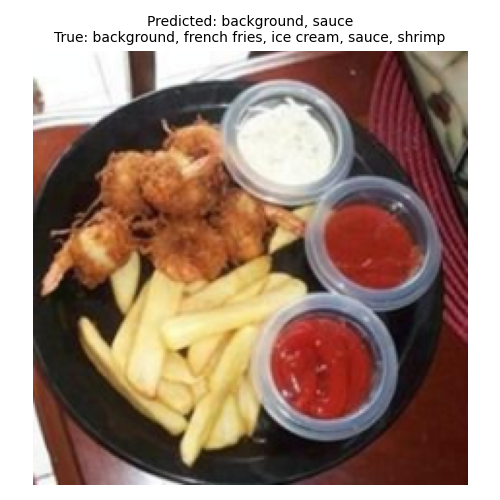 Predicted: background, sauce
True: background, french fries, ice cream, sauce, shrimp